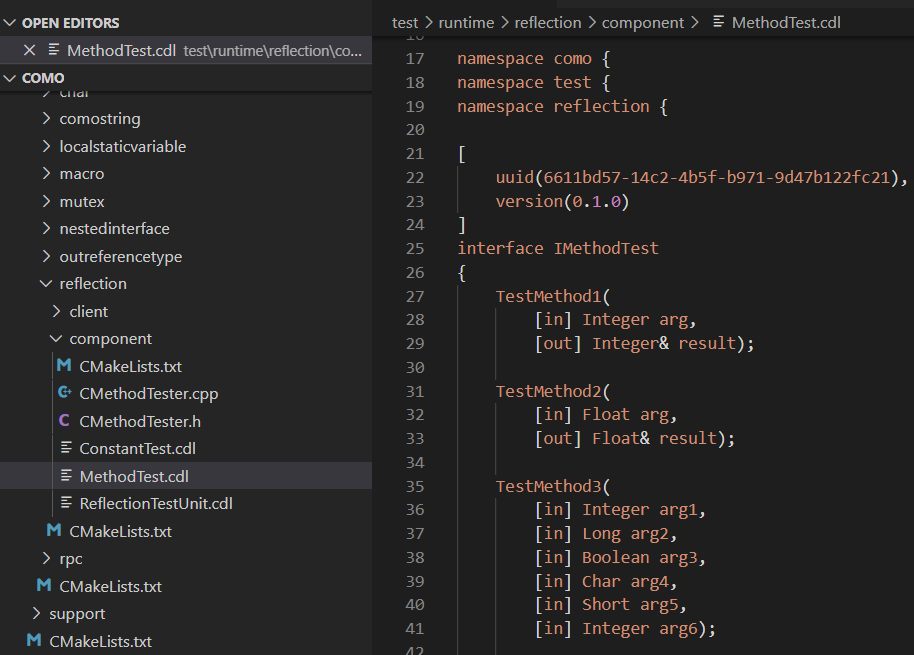 OPEN EDITORS
MethodTest.cdl test\runtime\reflection\co...
COMO
char
comostring
localstaticvariable
macro
mutex
nestedinterface
outreferencetype
reflection
client
component
M CMakeLists.txt
CMethodTester.cpp
C CMethodTester.h
ConstantTest.cdl
MethodTest.cdl
ReflectionTestUnit.cdl
M CMakeLists.txt
rpc
M CMakeLists.txt
support
M CMakeLists.txt
test > runtime > reflection > component > MethodTest.cdl
16
17 namespace como {
18 namespace test {
19 namespace reflection {
20
21 [
22 uuid(6611bd57-14c2-4b5f-b971-9d47b122fc21),
23 version(0.1.0)
24 ]
25 interface IMethodTest
26 {
27 TestMethod1(
28 [in] Integer arg,
29 [out] Integer& result);
30
31 TestMethod2(
32 [in] Float arg,
33 [out] Float& result);
34
35 TestMethod3(
36 [in] Integer arg1,
37 [in] Long arg2,
38 [in] Boolean arg3,
39 [in] Char arg4,
40 [in] Short arg5,
41 [in] Integer arg6);
42